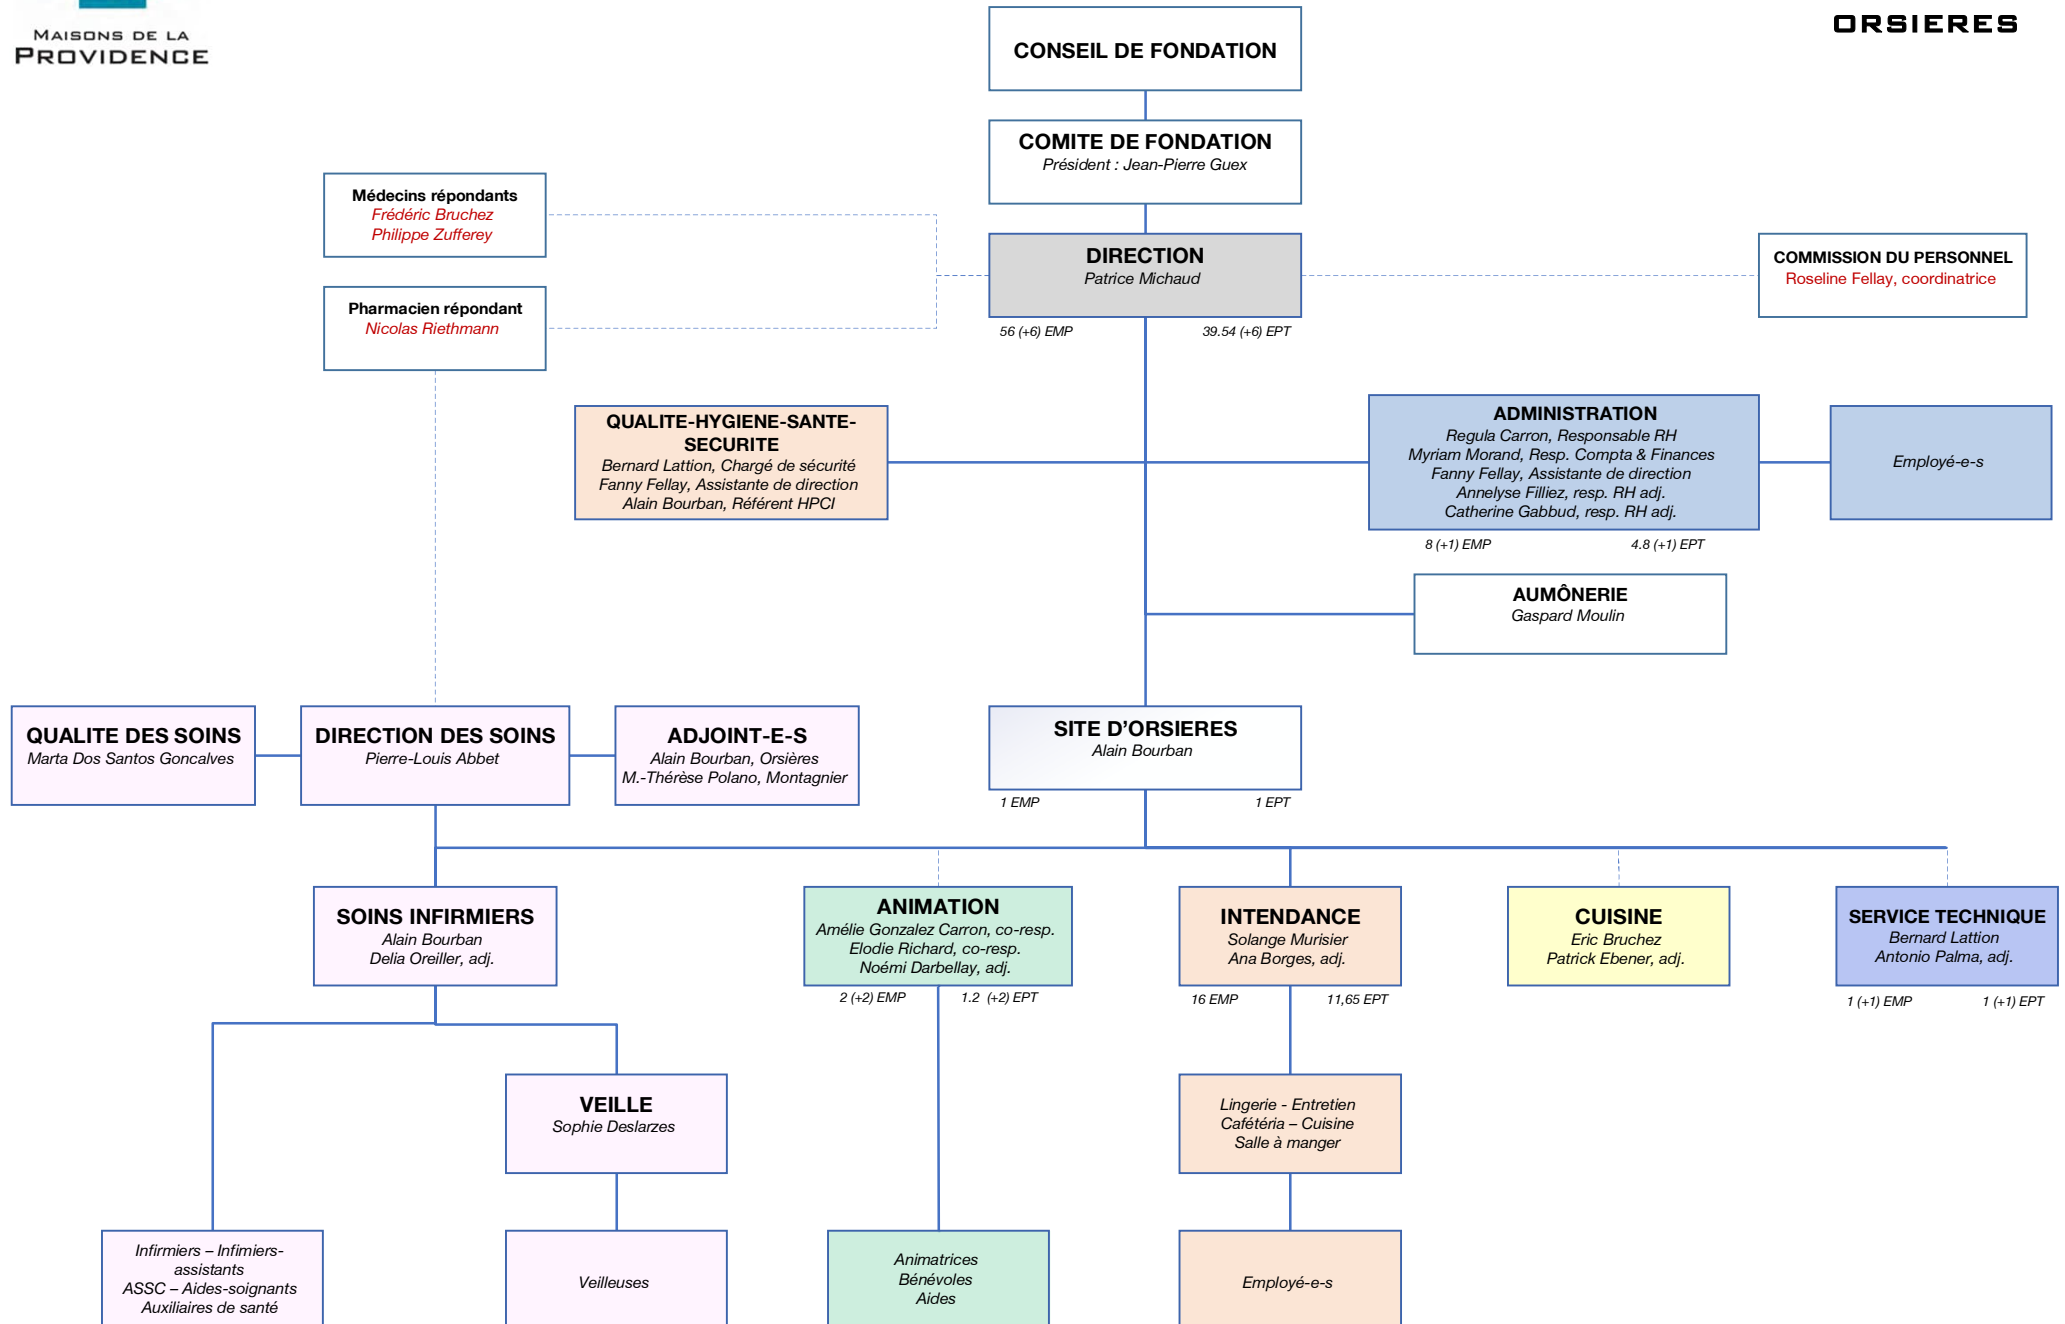 MAISONS DE LA
PROVIDENCE
ORSIERES
CONSEIL DE FONDATION
COMITE DE FONDATION
Président : Jean-Pierre Guex
Médecins répondants
Frédéric Bruchez
Philippe Zufferey
DIRECTION
Patrice Michaud
COMMISSION DU PERSONNEL
Roseline Fellay, coordinatrice
Pharmacien répondant
Nicolas Riethmann
56 (+6) EMP
39.54 (+6) EPT
QUALITE-HYGIENE-SANTE-
SECURITE
Bernard Lattion, Chargé de sécurité
Fanny Fellay, Assistante de direction
Alain Bourban, Référent HPCI
ADMINISTRATION
Regula Carron, Responsable RH
Myriam Morand, Resp. Compta & Finances
Fanny Fellay, Assistante de direction
Annelyse Filliez, resp. RH adj.
Catherine Gabbud, resp. RH adj.
Employé-e-s
8 (+1) EMP
4.8 (+1) EPT
AUMÔNERIE
Gaspard Moulin
QUALITE DES SOINS
Marta Dos Santos Goncalves
DIRECTION DES SOINS
Pierre-Louis Abbet
ADJOINT-E-S
Alain Bourban, Orsières
M.-Thérèse Polano, Montagnier
SITE D’ORSIERES
Alain Bourban
1 EMP
1 EPT
SOINS INFIRMIERS
Alain Bourban
Delia Oreiller, adj.
ANIMATION
Amélie Gonzalez Carron, co-resp.
Elodie Richard, co-resp.
Noémi Darbellay, adj.
2 (+2) EMP
1.2 (+2) EPT
INTENDANCE
Solange Murisier
Ana Borges, adj.
16 EMP
11,65 EPT
CUISINE
Eric Bruchez
Patrick Ebener, adj.
SERVICE TECHNIQUE
Bernard Lattion
Antonio Palma, adj.
1 (+1) EMP
1 (+1) EPT
VEILLE
Sophie Deslarzes
Lingerie - Entretien
Cafétéria – Cuisine
Salle à manger
Infirmiers – Infimiers-
assistants
ASSC – Aides-soignants
Auxiliaires de santé
Veilleuses
Animatrices
Bénévoles
Aides
Employé-e-s